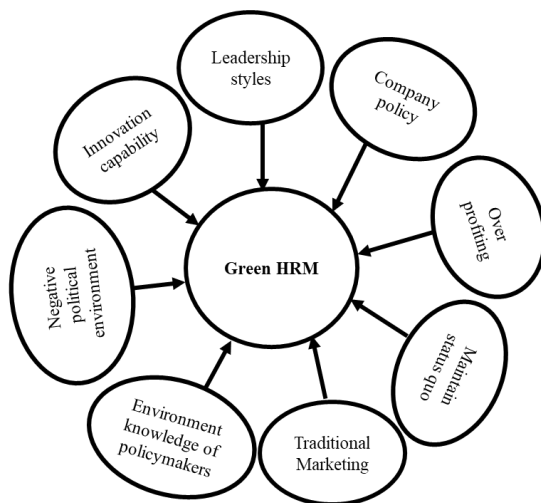 Leadership
styles
Company
policy
Over
profiting
Maintain
status quo
Traditional
Marketing
Environment
knowledge of
policymakers
Negative
political
environment
Innovation
capability
Green HRM